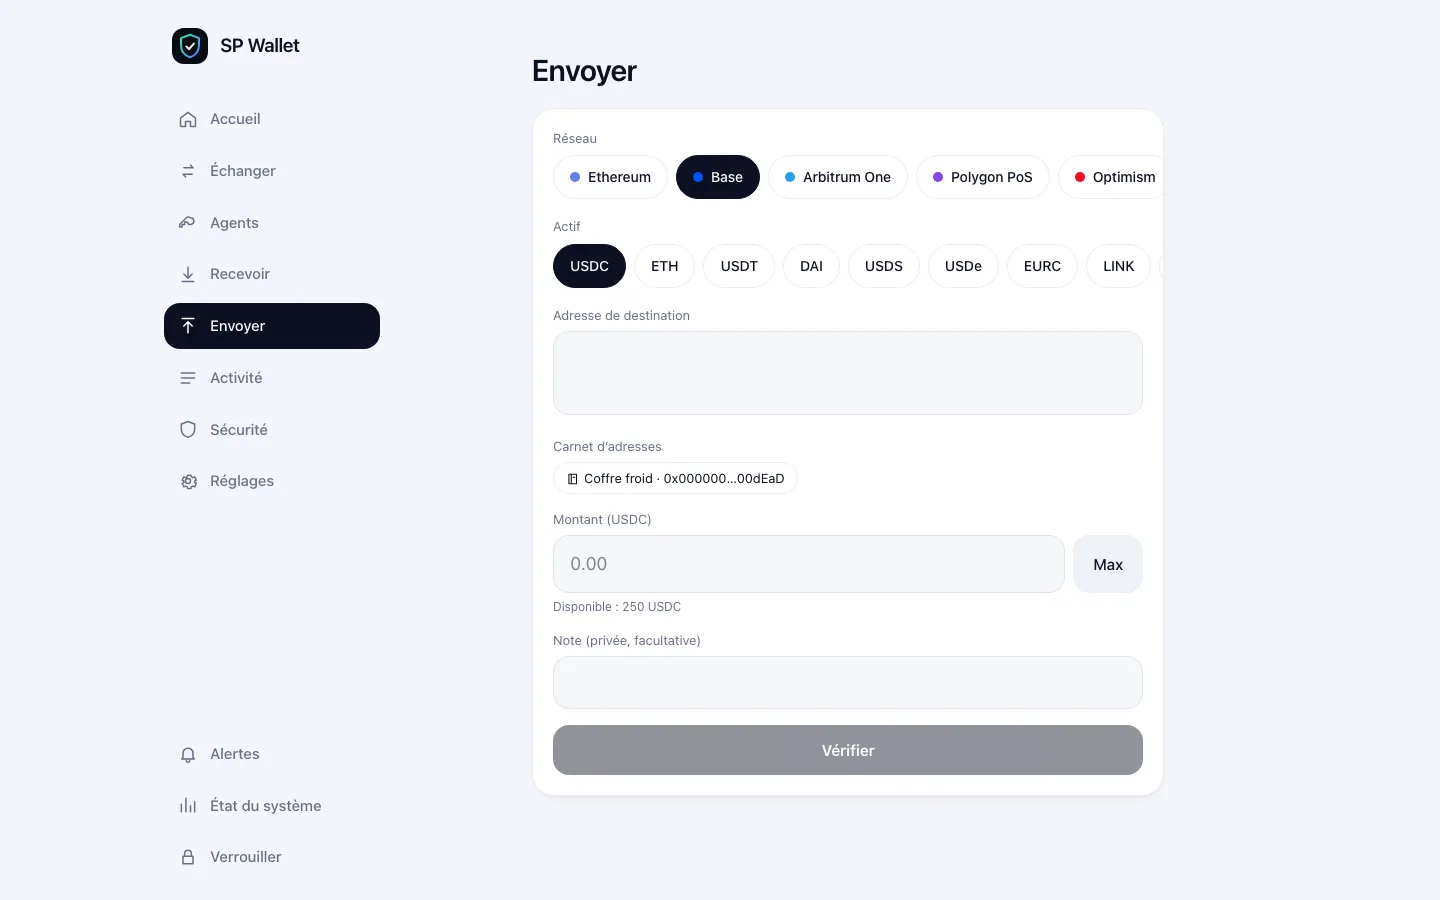 SP Wallet
Accueil
Échanger
Agents
Recevoir
Envoyer
Activité
Sécurité
Réglages
Alertes
État du système
Verrouiller
Envoyer
Réseau
Ethereum Base Arbitrum One Polygon PoS Optimism
Actif
USDC ETH USDT DAI USDS USDe EURC LINK
Adresse de destination
Carnet d'adresses
Coffre froid · 0x000000…00dEaD
Montant (USDC)
0.00 Max
Disponible : 250 USDC
Note (privée, facultative)
Vérifier